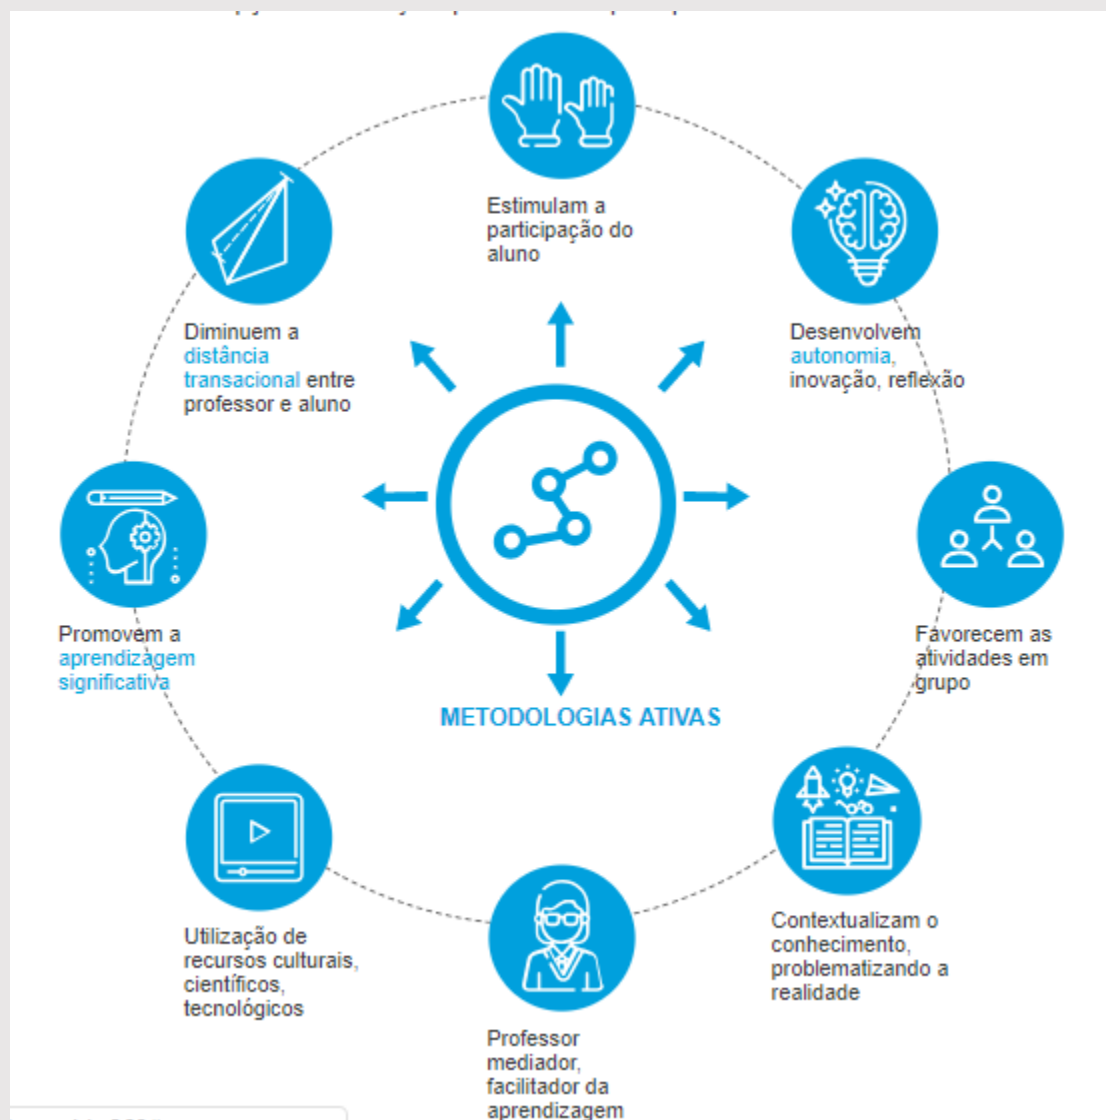 Estimulam a
participação do
aluno
Desenvolvem
autonomia,
inovação, reflexão
Favorecem as
atividades em
grupo
Contextualizam o
conhecimento,
problematizando a
realidade
Professor
mediador,
facilitador da
aprendizagem
Utilização de
recursos culturais,
científicos,
tecnológicos
Promovem a
aprendizagem
significativa
Diminuem a
distância
transacional entre
professor e aluno
METODOLOGIAS ATIVAS